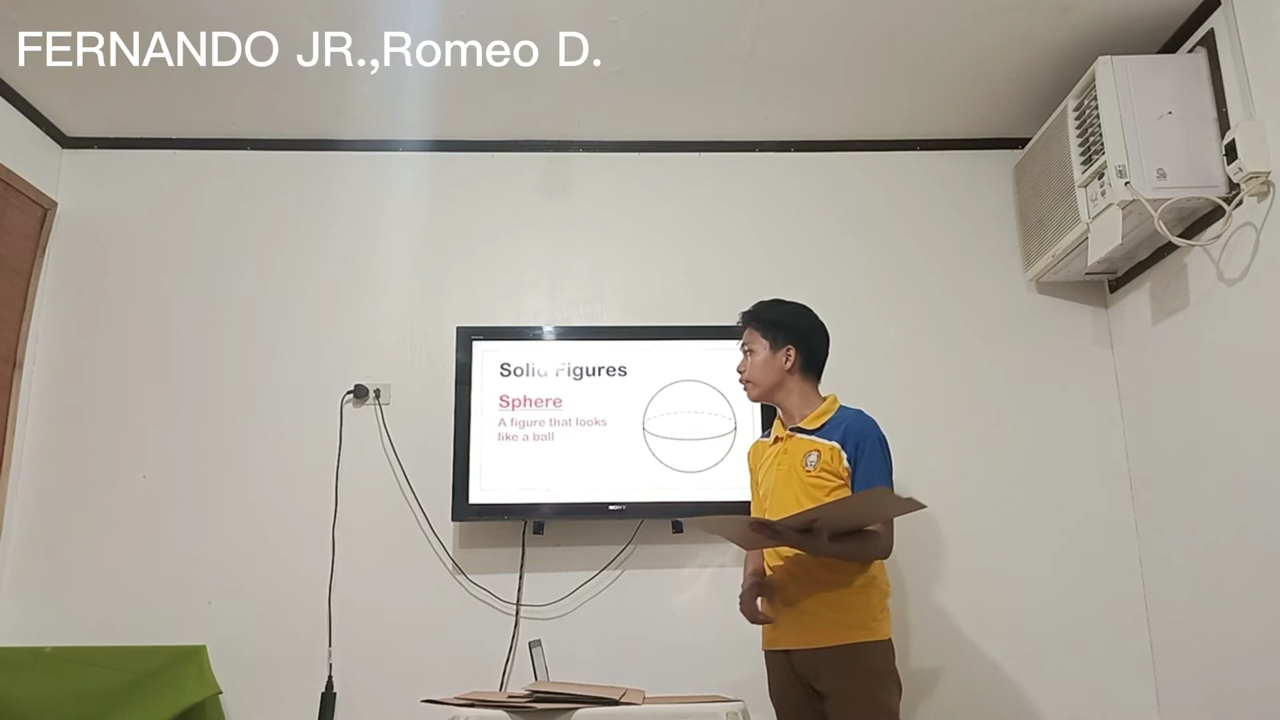 FERNANDO JR.,Romeo D.
Solid Figures
Sphere
A figure that looks
like a ball
SONY